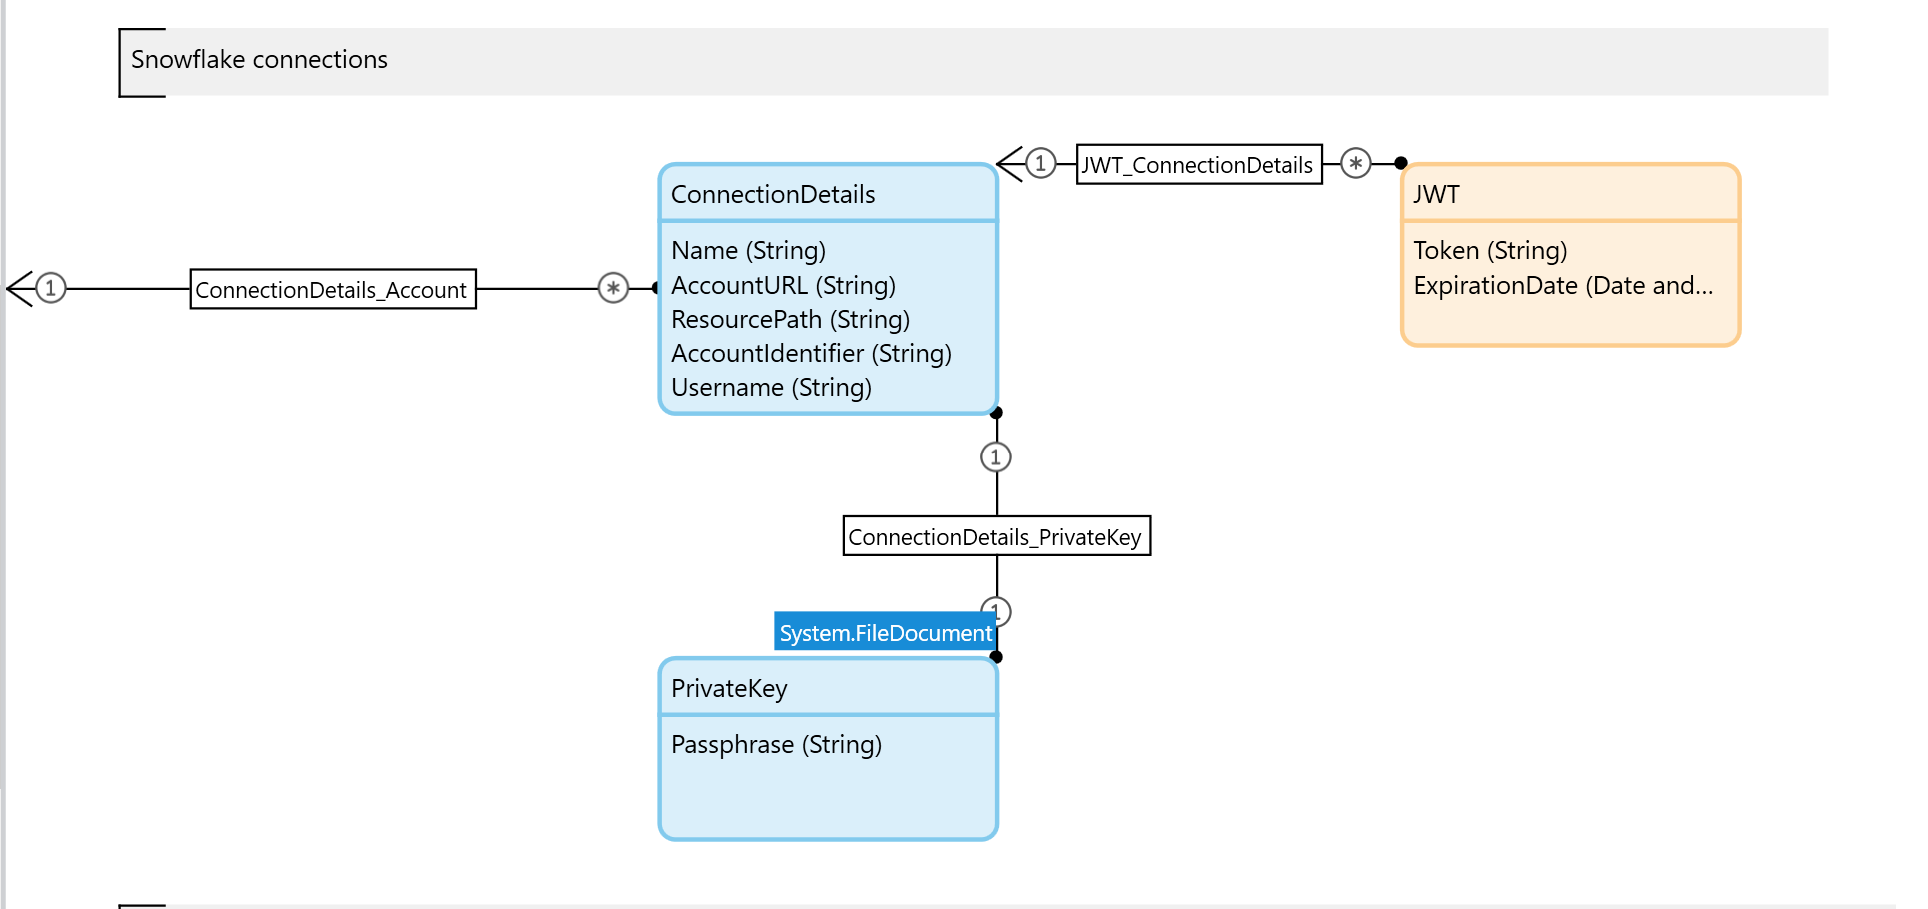 Snowflake connections
1
JWT_ConnectionDetails
*
ConnectionDetails
JWT
Name (String)
Token (String)
1
ConnectionDetails_Account
*
AccountURL (String)
ExpirationDate (Date and...
ResourcePath (String)
AccountIdentifier (String)
Username (String)
1
ConnectionDetails_PrivateKey
1
System.FileDocument
PrivateKey
Passphrase (String)